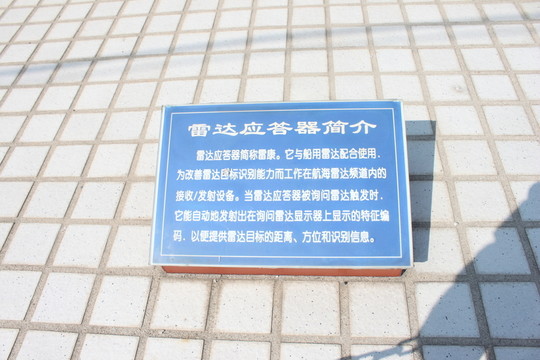 雷达应答器简介
雷达应答器简称雷康。它与船用雷达配合使用，
为改善雷达目标识别能力而工作在航海雷达频道内的
接收/发射设备。当雷达应答器被询问雷达触发时，
它能自动地发射出在询问雷达显示器上显示的特征编
码，以便提供雷达目标的距离、方位和识别信息。